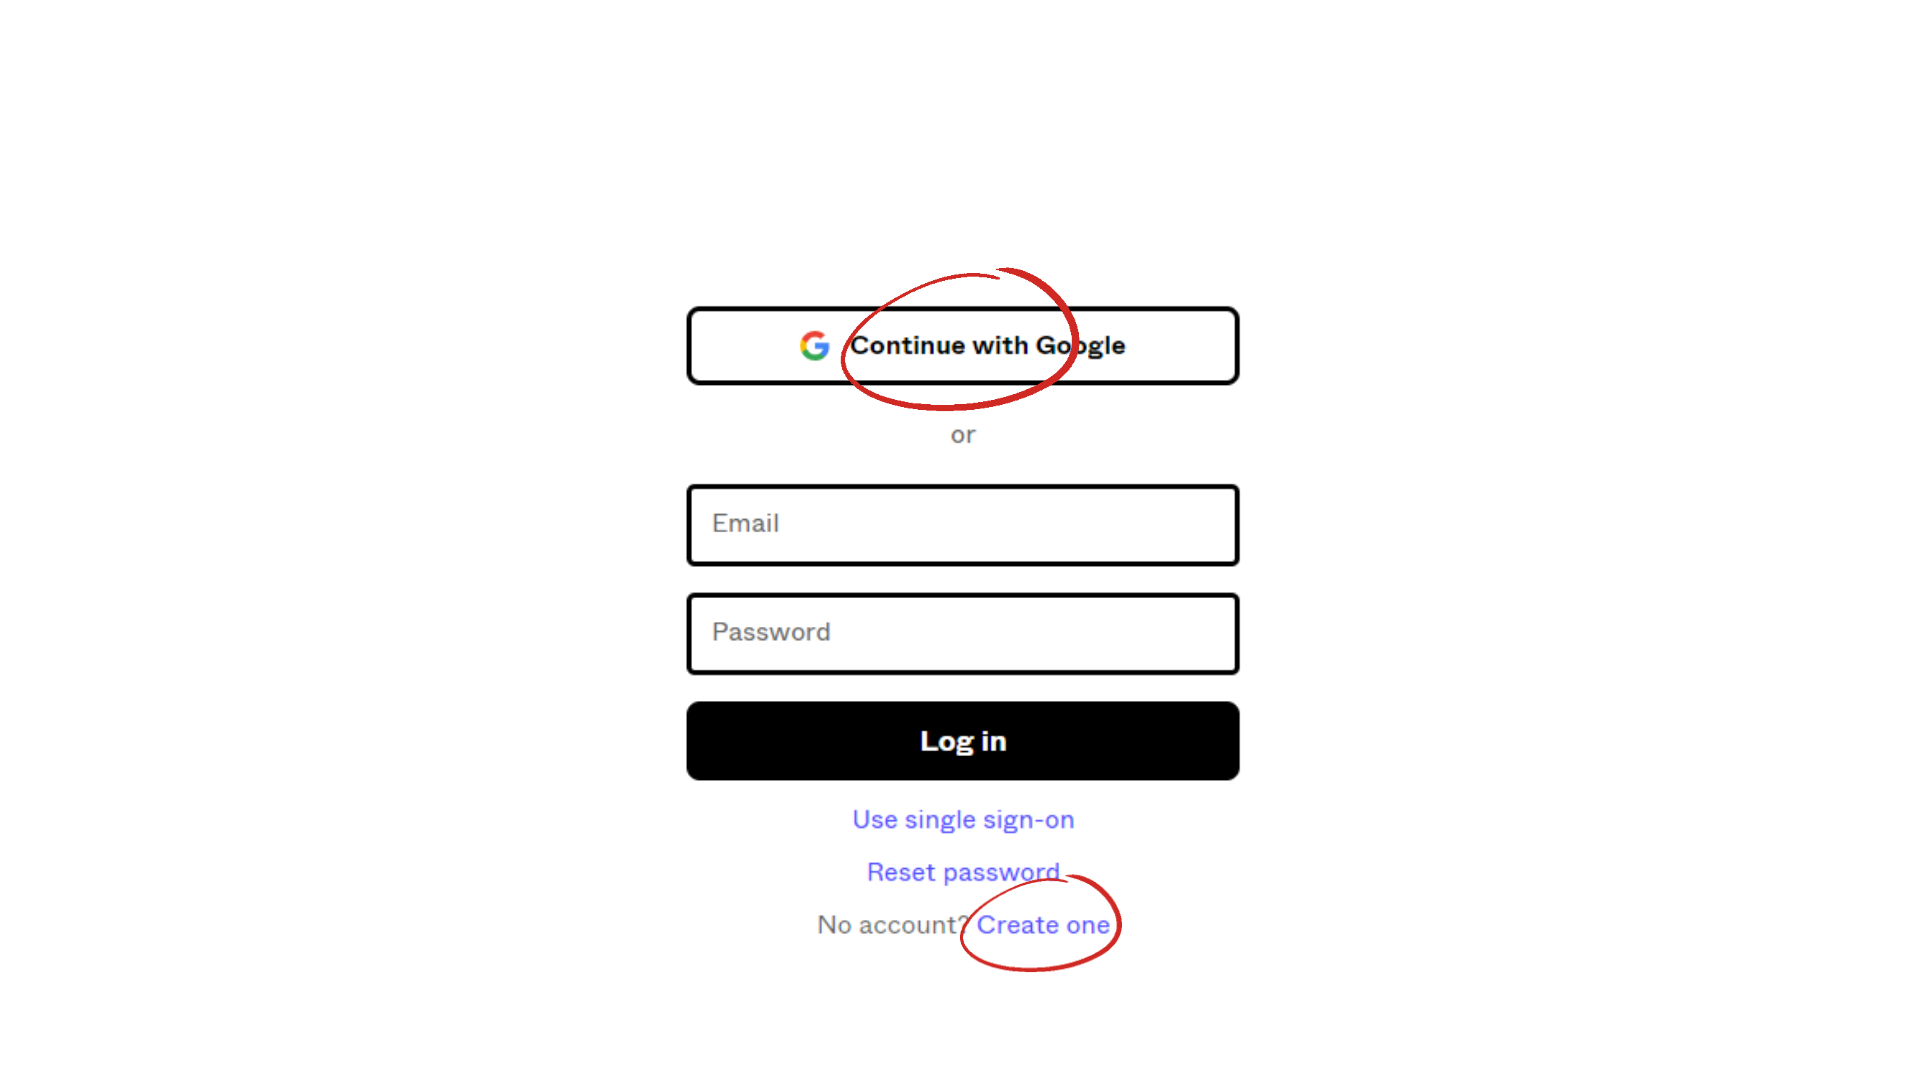 Continue with Google
or
Email
Password
Log in
Use single sign-on
Reset password
No account? Create one